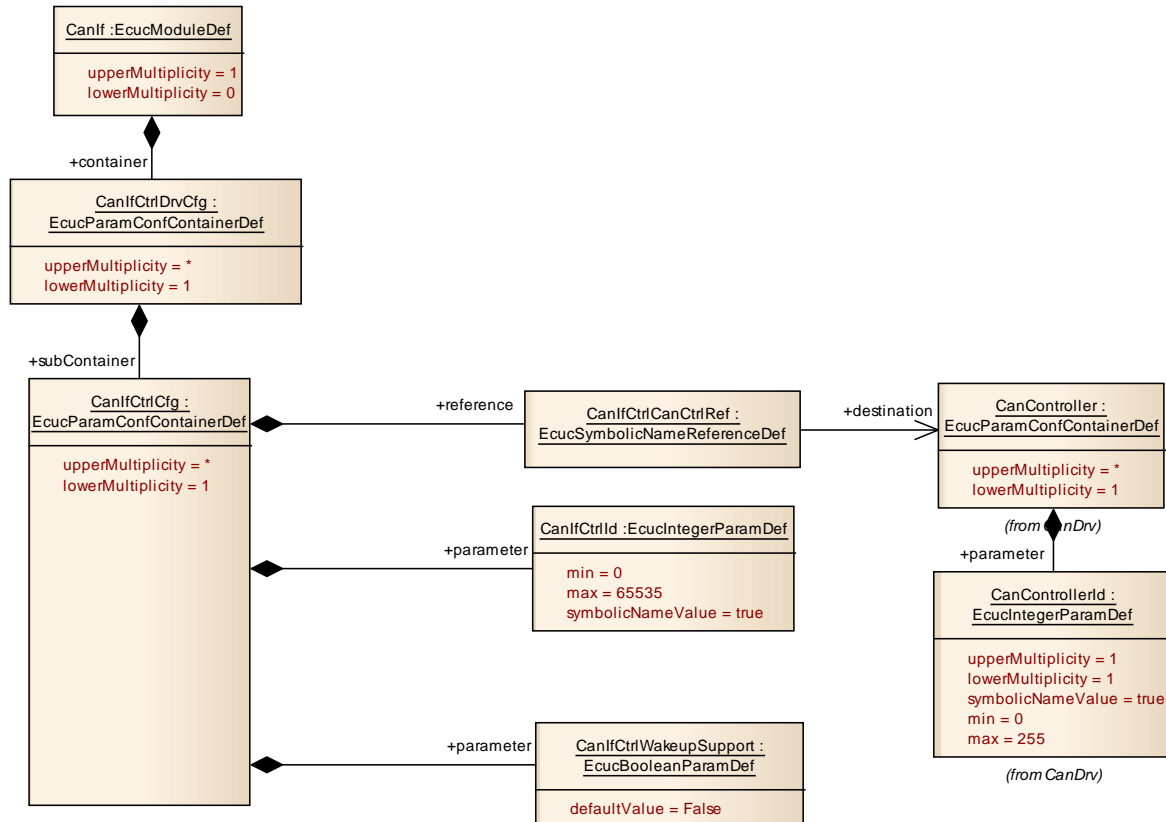 CanIf :EcucModuleDef
upperMultiplicity = 1
lowerMultiplicity = 0
+container
CanIfCtrlDrvCfg :
EcucParamConfContainerDef
upperMultiplicity = *
lowerMultiplicity = 1
+subContainer
CanIfCtrlCfg :
EcucParamConfContainerDef
upperMultiplicity = *
lowerMultiplicity = 1
+reference
CanIfCtrlCanCtrlRef :
EcucSymbolicNameReferenceDef
+destination
CanController :
EcucParamConfContainerDef
upperMultiplicity = *
lowerMultiplicity = 1
(from CanDrv)
+parameter
CanIfCtrlId :EcucIntegerParamDef
min = 0
max = 65535
symbolicNameValue = true
+parameter
CanControllerId :
EcucIntegerParamDef
upperMultiplicity = 1
lowerMultiplicity = 1
symbolicNameValue = true
min = 0
max = 255
(from CanDrv)
+parameter
CanIfCtrlWakeupSupport :
EcucBooleanParamDef
defaultValue = False